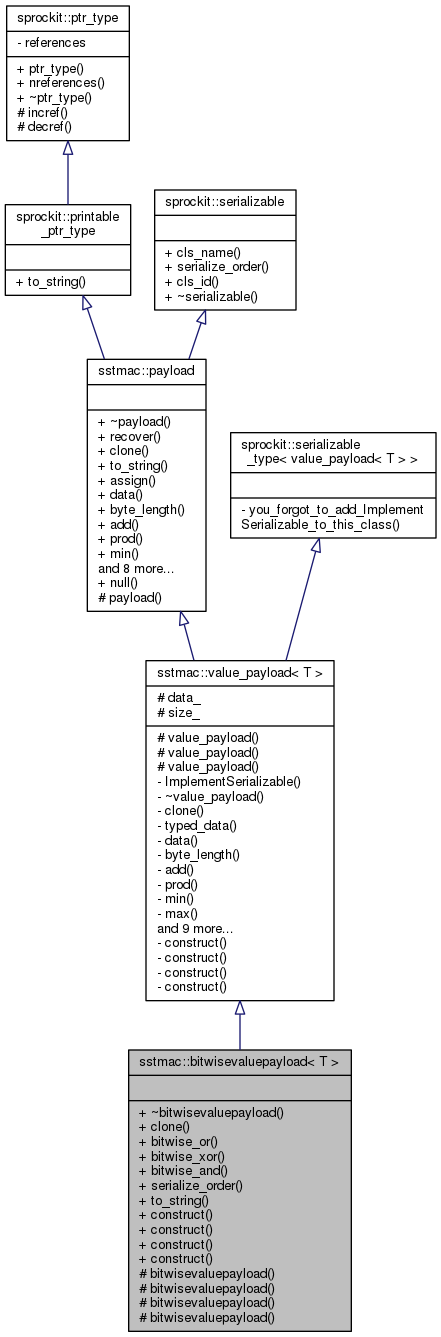 sprockit::ptr_type
- references
+ ptr_type()
+ nreferences()
+ ~ptr_type()
# incref()
# decref()
sprockit::printable
_ptr_type
+ to_string()
sprockit::serializable
+ cls_name()
+ serialize_order()
+ cls_id()
+ ~serializable()
sstmac::payload
+ ~payload()
+ recover()
+ clone()
+ to_string()
+ assign()
+ data()
+ byte_length()
+ add()
+ prod()
+ min()
and 8 more...
+ null()
# payload()
sprockit::serializable
_type< value_payload< T > >
- you_forgot_to_add_Implement
Serializable_to_this_class()
sstmac::value_payload< T >
# data_
# size_
# value_payload()
# value_payload()
# value_payload()
- ImplementSerializable()
- ~value_payload()
- clone()
- typed_data()
- data()
- byte_length()
- add()
- prod()
- min()
- max()
and 9 more...
- construct()
- construct()
- construct()
- construct()
sstmac::bitwisevaluepayload< T >
+ ~bitwisevaluepayload()
+ clone()
+ bitwise_or()
+ bitwise_xor()
+ bitwise_and()
+ serialize_order()
+ to_string()
+ construct()
+ construct()
+ construct()
+ construct()
# bitwisevaluepayload()
# bitwisevaluepayload()
# bitwisevaluepayload()
# bitwisevaluepayload()